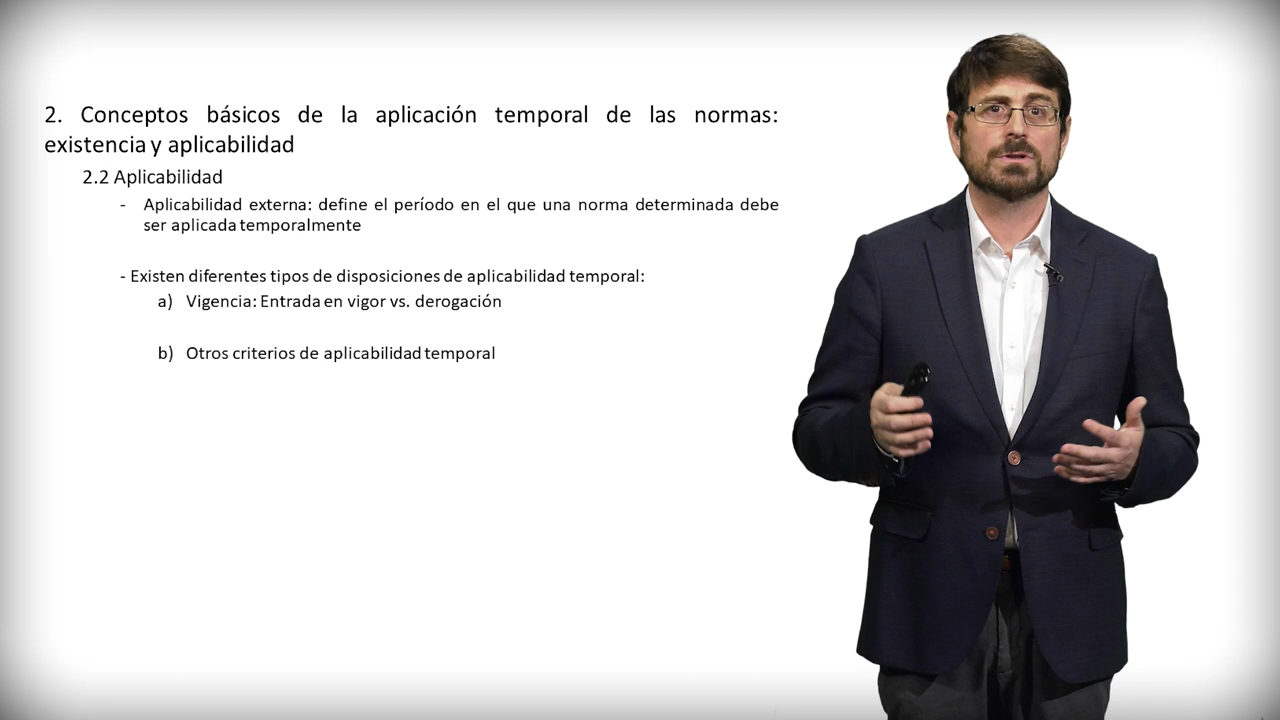 2. Conceptos básicos de la aplicación temporal de las normas:
existencia y aplicabilidad
2.2 Aplicabilidad
- Aplicabilidad externa: define el período en el que una norma determinada debe
ser aplicada temporalmente
- Existen diferentes tipos de disposiciones de aplicabilidad temporal:
a) Vigencia: Entrada en vigor vs. derogación
b) Otros criterios de aplicabilidad temporal